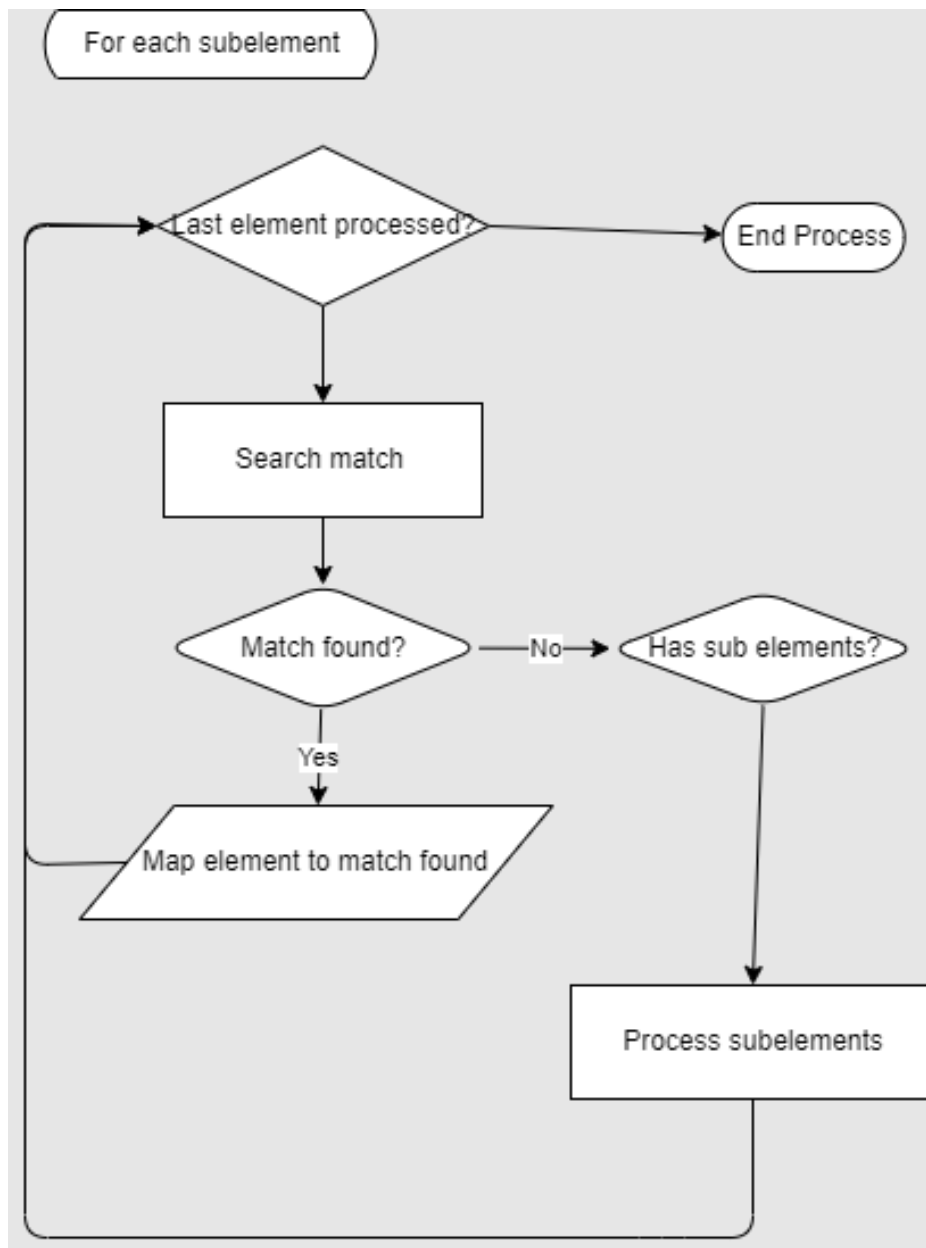 For each subelement
Last element processed?
End Process
Search match
Match found?
No
Has sub elements?
Yes
Map element to match found
Process subelements